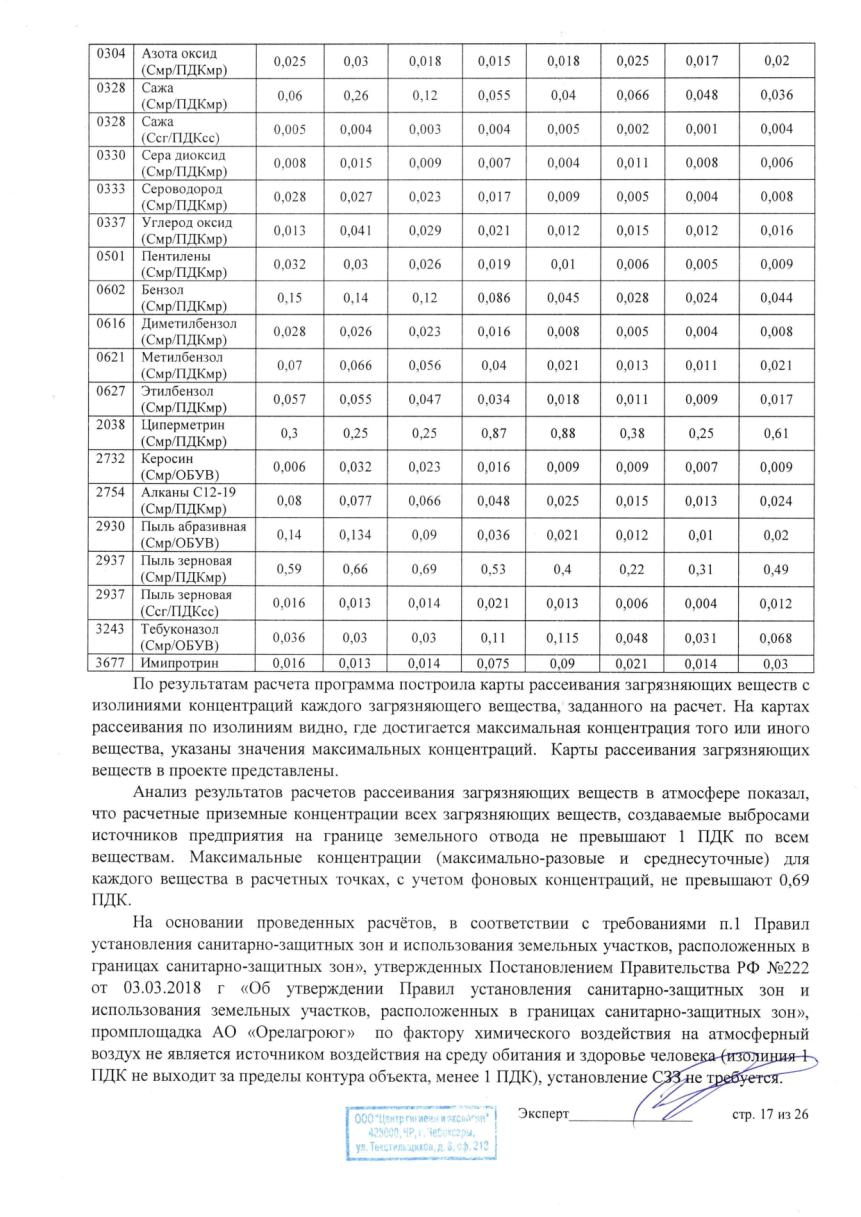 0304 Азота оксид (Смр/ПДКмр) 0,025 0,03 0,018 0,015 0,018 0,025 0,017 0,02
0328 Сажа (Смр/ПДКмр) 0,06 0,26 0,12 0,055 0,04 0,066 0,048 0,036
0328 Сажа (Ссг/ПДКсс) 0,005 0,004 0,003 0,004 0,005 0,002 0,001 0,004
0330 Сера диоксид (Смр/ПДКмр) 0,008 0,015 0,009 0,007 0,004 0,011 0,008 0,006
0333 Сероводород (Смр/ПДКмр) 0,028 0,027 0,023 0,017 0,009 0,005 0,004 0,008
0337 Углерод оксид (Смр/ПДКмр) 0,013 0,041 0,029 0,021 0,012 0,015 0,012 0,016
0501 Пентилены (Смр/ПДКмр) 0,032 0,03 0,026 0,019 0,01 0,006 0,005 0,009
0602 Бензол (Смр/ПДКмр) 0,15 0,14 0,12 0,086 0,045 0,028 0,024 0,044
0616 Диметилбензол (Смр/ПДКмр) 0,028 0,026 0,023 0,016 0,008 0,005 0,004 0,008
0621 Метилбензол (Смр/ПДКмр) 0,07 0,066 0,056 0,04 0,021 0,013 0,011 0,021
0627 Этилбензол (Смр/ПДКмр) 0,057 0,055 0,047 0,034 0,018 0,011 0,009 0,017
2038 Циперметрин (Смр/ПДКмр) 0,3 0,25 0,25 0,87 0,88 0,38 0,25 0,61
2732 Керосин (Смр/ОБУВ) 0,006 0,032 0,023 0,016 0,009 0,009 0,007 0,009
2754 Алканы С12-19 (Смр/ПДКмр) 0,08 0,077 0,066 0,048 0,025 0,015 0,013 0,024
2930 Пыль абразивная (Смр/ОБУВ) 0,14 0,134 0,09 0,036 0,021 0,012 0,01 0,02
2937 Пыль зерновая (Смр/ПДКмр) 0,59 0,66 0,69 0,53 0,4 0,22 0,31 0,49
2937 Пыль зерновая (Ссг/ПДКсс) 0,016 0,013 0,014 0,021 0,013 0,006 0,004 0,012
3243 Тебуконазол (Смр/ОБУВ) 0,036 0,03 0,03 0,11 0,115 0,048 0,031 0,068
3677 Имипротрин 0,016 0,013 0,014 0,075 0,09 0,021 0,014 0,03
По результатам расчета программа построила карты рассеивания загрязняющих веществ с
изолиниями концентраций каждого загрязняющего вещества, заданного на расчет. На картах
рассеивания по изолиниям видно, где достигается максимальная концентрация того или иного
вещества, указаны значения максимальных концентраций. Карты рассеивания загрязняющих
веществ в проекте представлены.
Анализ результатов расчетов рассеивания загрязняющих веществ в атмосфере показал,
что расчетные приземные концентрации всех загрязняющих веществ, создаваемые выбросами
источников предприятия на границе земельного отвода не превышают 1 ПДК по всем
веществам. Максимальные концентрации (максимально-разовые и среднесуточные) для
каждого вещества в расчетных точках, с учетом фоновых концентраций, не превышают 0,69
ПДК.
На основании проведенных расчётов, в соответствии с требованиями п.1 Правил
установления санитарно-защитных зон и использования земельных участков, расположенных в
границах санитарно-защитных зон», утвержденных Постановлением Правительства РФ №222
от 03.03.2018 г «Об утверждении Правил установления санитарно-защитных зон и
использования земельных участков, расположенных в границах санитарно-защитных зон»,
промплощадка АО «Орелагроюг» по фактору химического воздействия на атмосферный
воздух не является источником воздействия на среду обитания и здоровье человека (изолиния 1
ПДК не выходит за пределы контура объекта, менее 1 ПДК), установление СЗЗ не требуется.
ООО "Центр гигиены и экологии"
428000, ЧР, г. Чебоксары,
ул. Текстильщиков, д. 8, оф. 213
Эксперт____________________ стр. 17 из 26